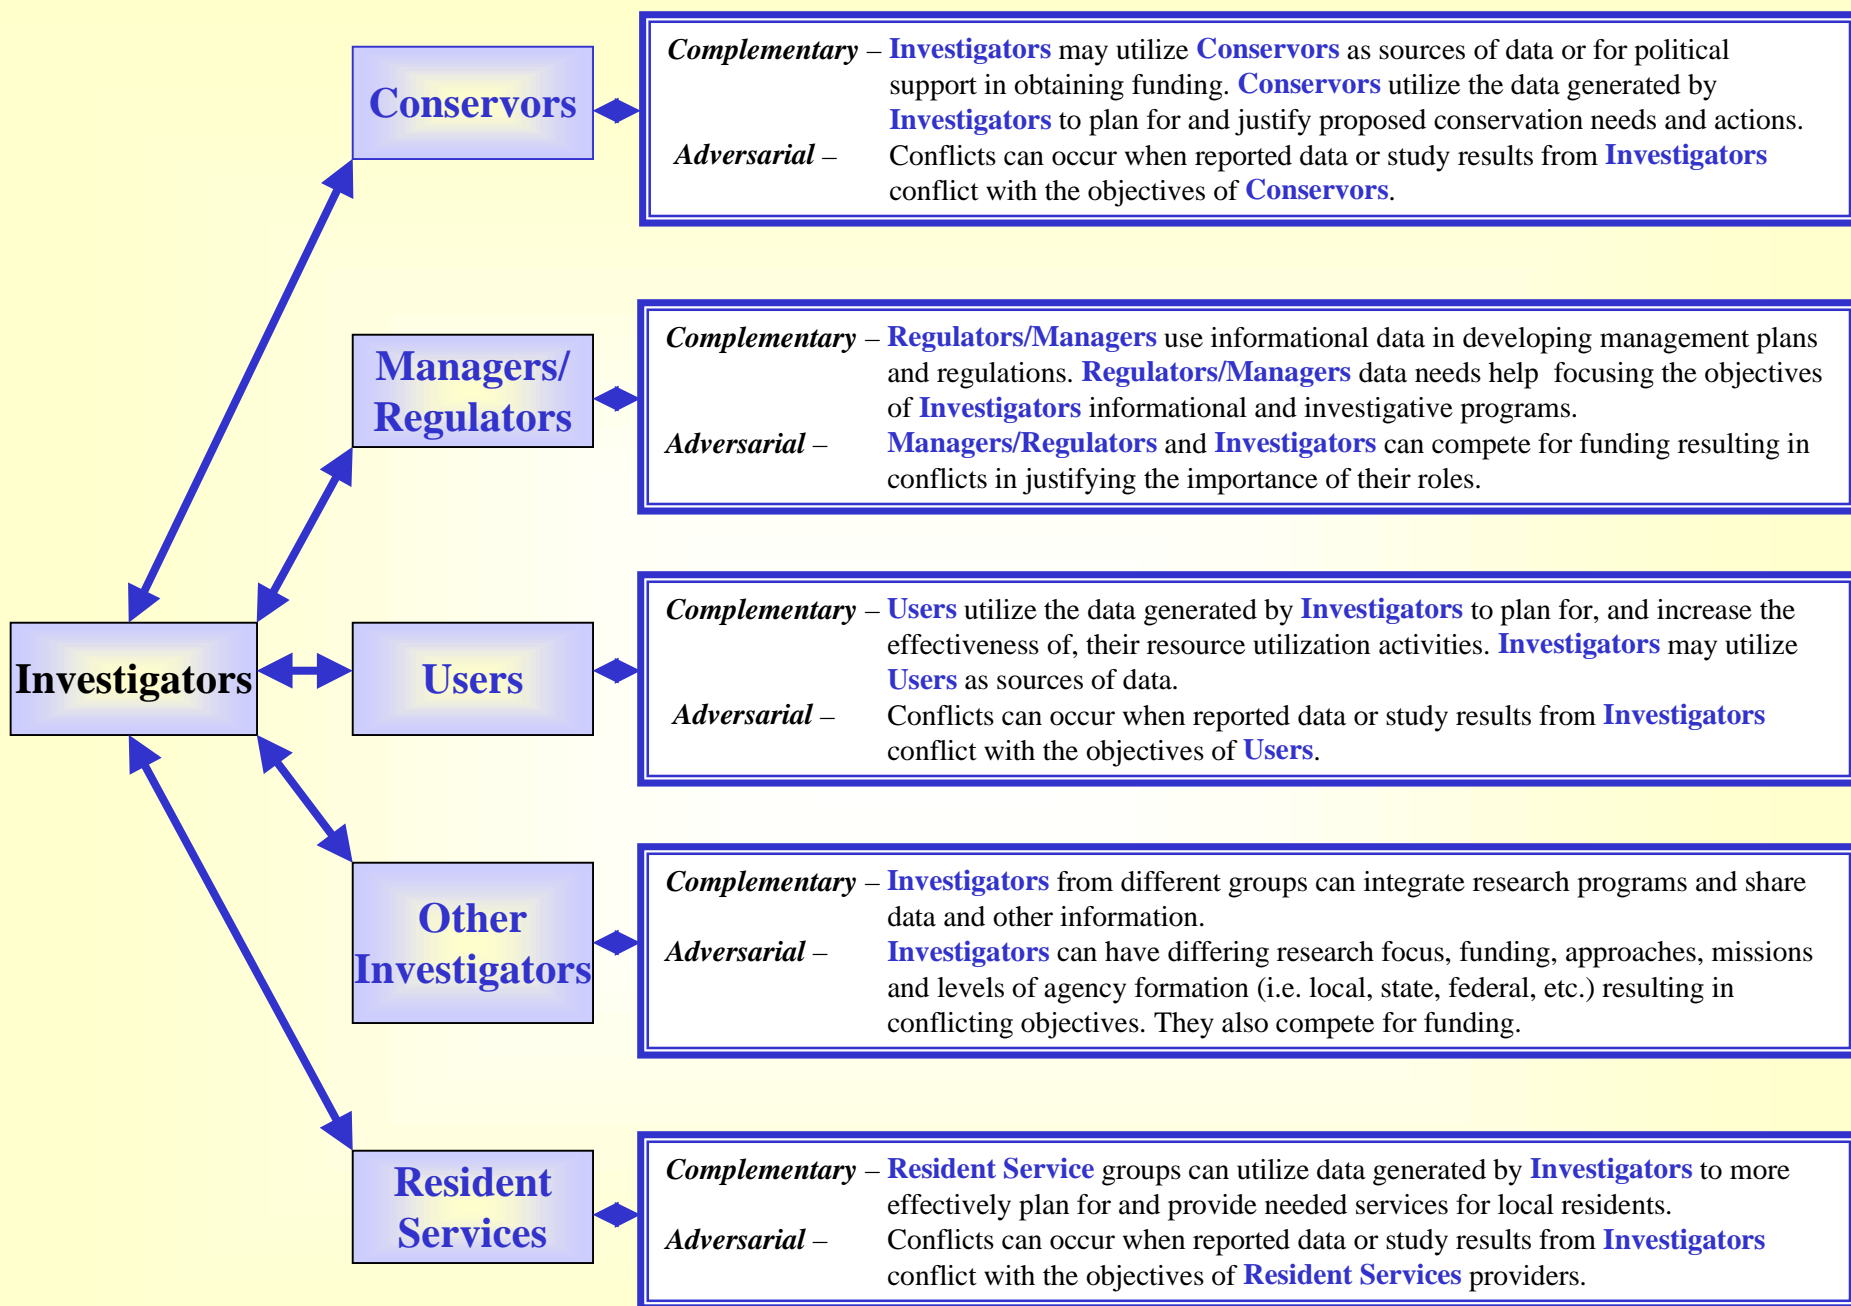 Conservors
Complementary – Investigators may utilize Conservors as sources of data or for political
support in obtaining funding. Conservors utilize the data generated by
Investigators to plan for and justify proposed conservation needs and actions.
Adversarial – Conflicts can occur when reported data or study results from Investigators
conflict with the objectives of Conservors.
Managers/
Regulators
Complementary – Regulators/Managers use informational data in developing management plans
and regulations. Regulators/Managers data needs help  focusing the objectives
of Investigators informational and investigative programs.
Adversarial – Managers/Regulators and Investigators can compete for funding resulting in
conflicts in justifying the importance of their roles.
Investigators
Users
Complementary – Users utilize the data generated by Investigators to plan for, and increase the
effectiveness of, their resource utilization activities. Investigators may utilize
Users as sources of data.
Adversarial – Conflicts can occur when reported data or study results from Investigators
conflict with the objectives of Users.
Other
Investigators
Complementary – Investigators from different groups can integrate research programs and share
data and other information.
Adversarial – Investigators can have differing research focus, funding, approaches, missions
and levels of agency formation (i.e. local, state, federal, etc.) resulting in
conflicting objectives. They also compete for funding.
Resident
Services
Complementary – Resident Service groups can utilize data generated by Investigators to more
effectively plan for and provide needed services for local residents.
Adversarial – Conflicts can occur when reported data or study results from Investigators
conflict with the objectives of Resident Services providers.